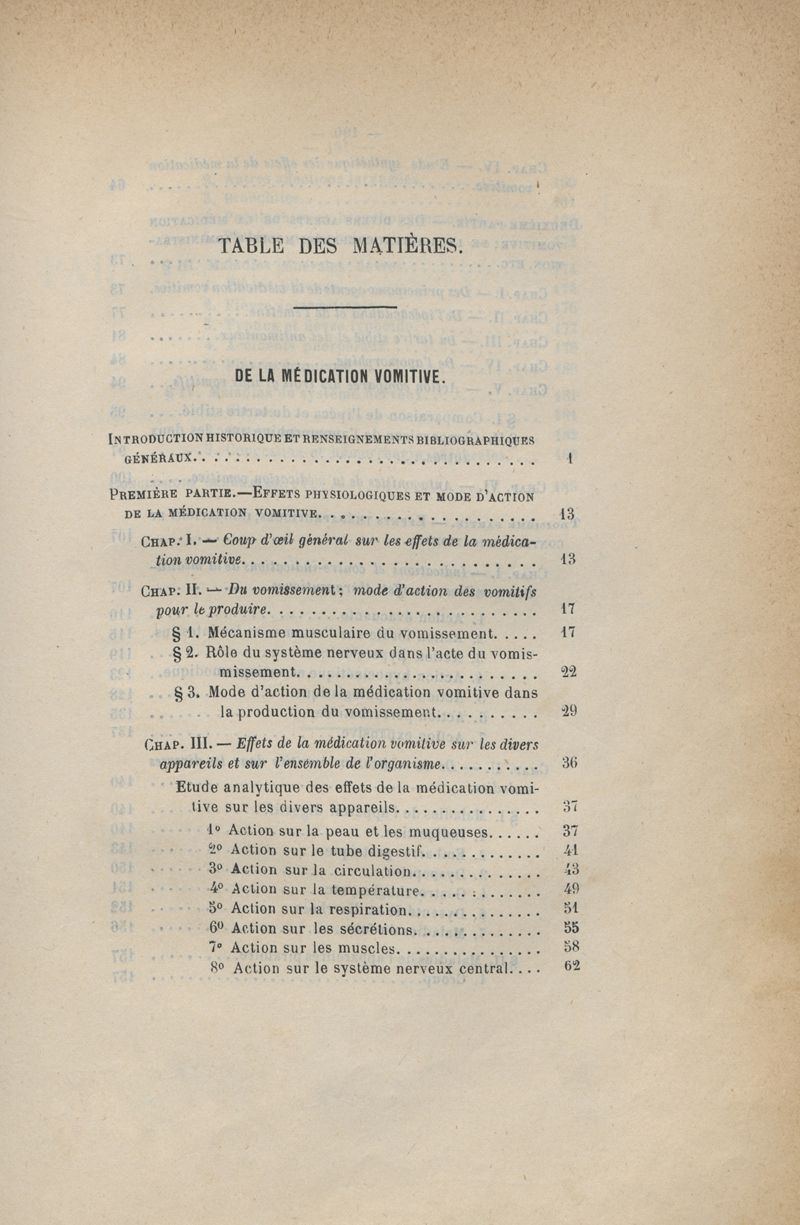 TABLE DES MATIÈRES.
DE LA MÉDICATION VOMITIVE.
INTRODUCTION HISTORIQUE ET RENSEIGNEMENTS BIBLIOGRAPHIQUES
GÉNÉRAUX. . . . . . . . . . . . . . . . . . . . . . . . . . . . 1
PREMIÈRE PARTIE.—EFFETS PHYSIOLOGIQUES ET MODE D'ACTION
DE LA MÉDICATION VOMITIVE. . . . . . . . . . . . . . . . . . 13
CHAP. I. — Coup d'œil général sur les effets de la médica-
tion vomitive. . . . . . . . . . . . . . . . . . . . . . . . . 13
CHAP. II. — Du vomissement; mode d'action des vomitifs
pour le produire. . . . . . . . . . . . . . . . . . . . . . . 17
§ 1. Mécanisme musculaire du vomissement. . . . . 17
§ 2. Rôle du système nerveux dans l'acte du vomis-
missement. . . . . . . . . . . . . . . . . . . . . . . 22
§ 3. Mode d'action de la médication vomitive dans
la production du vomissement. . . . . . . . . . 29
CHAP. III. — Effets de la médication vomitive sur les divers
appareils et sur l'ensemble de l'organisme. . . . . . . . . . 36
Etude analytique des effets de la médication vomi-
tive sur les divers appareils. . . . . . . . . . . . . . . . 37
1º Action sur la peau et les muqueuses. . . . . . 37
2º Action sur le tube digestif. . . . . . . . . . . . . 41
3º Action sur la circulation. . . . . . . . . . . . . . 43
4º Action sur la température. . . . . . . . . . . . . 49
5º Action sur la respiration. . . . . . . . . . . . . . 51
6º Action sur les sécrétions. . . . . . . . . . . . . . 55
7º Action sur les muscles. . . . . . . . . . . . . . . . 58
8º Action sur le système nerveux central. . . . 62